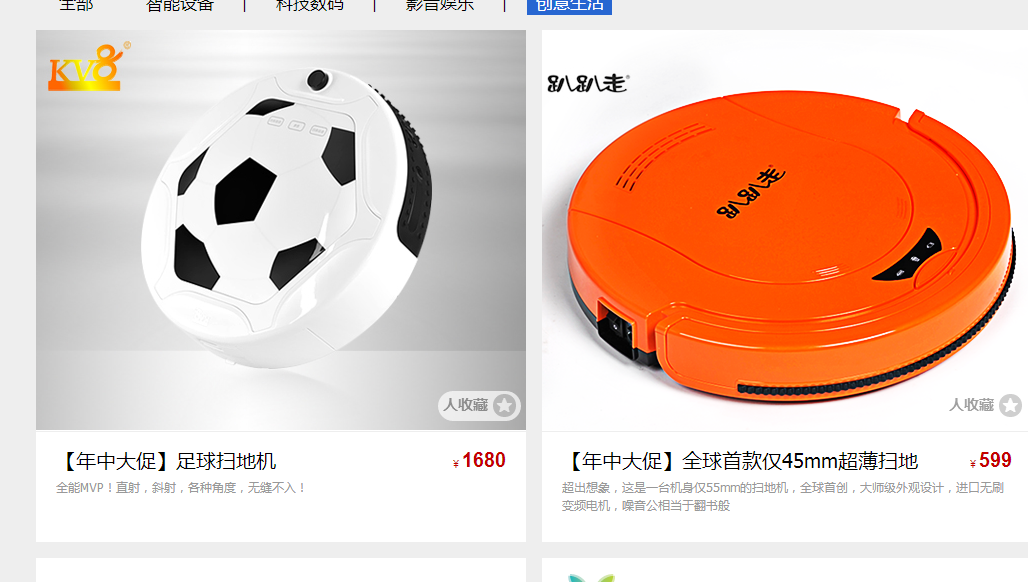 全部 | 智能设备 | 科技数码 | 影音娱乐 | 创意生活
KV8®
趴趴走®
趴趴走
人收藏
人收藏
【年中大促】足球扫地机
¥1680
全能MVP！直射，斜射，各种角度，无缝不入！
【年中大促】全球首款仅45mm超薄扫地
¥599
超出想象，这是一台机身仅55mm的扫地机，全球首创，大师级外观设计，进口无刷
变频电机，噪音公相当于翻书般